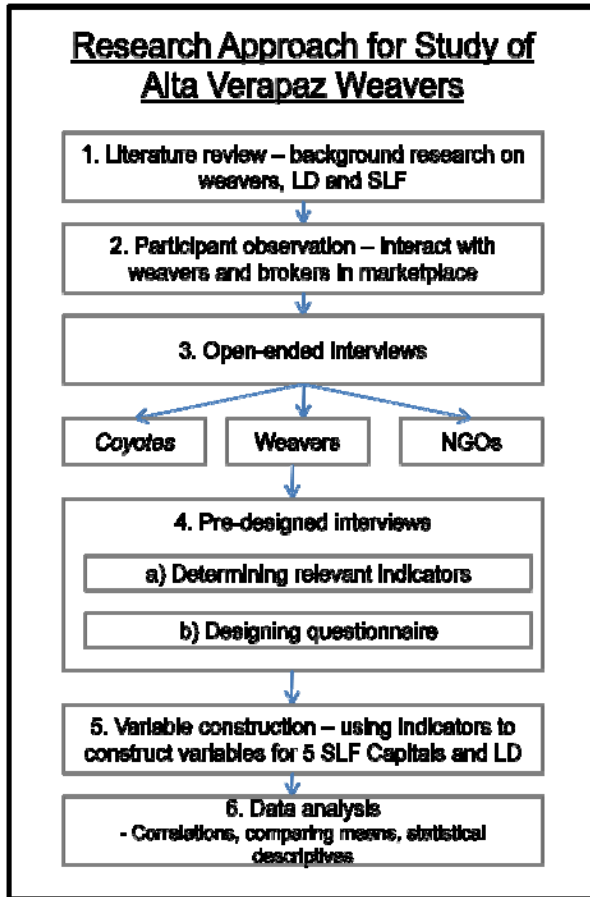 Research Approach for Study of
Alta Verapaz Weavers
1. Literature review – background research on
weavers, LD and SLF
2. Participant observation – interact with
weavers and brokers in marketplace
3. Open-ended interviews
Coyotes
Weavers
NGOs
4. Pre-designed interviews
a) Determining relevant indicators
b) Designing questionnaire
5. Variable construction – using indicators to
construct variables for 5 SLF Capitals and LD
6. Data analysis
- Correlations, comparing means, statistical
descriptives